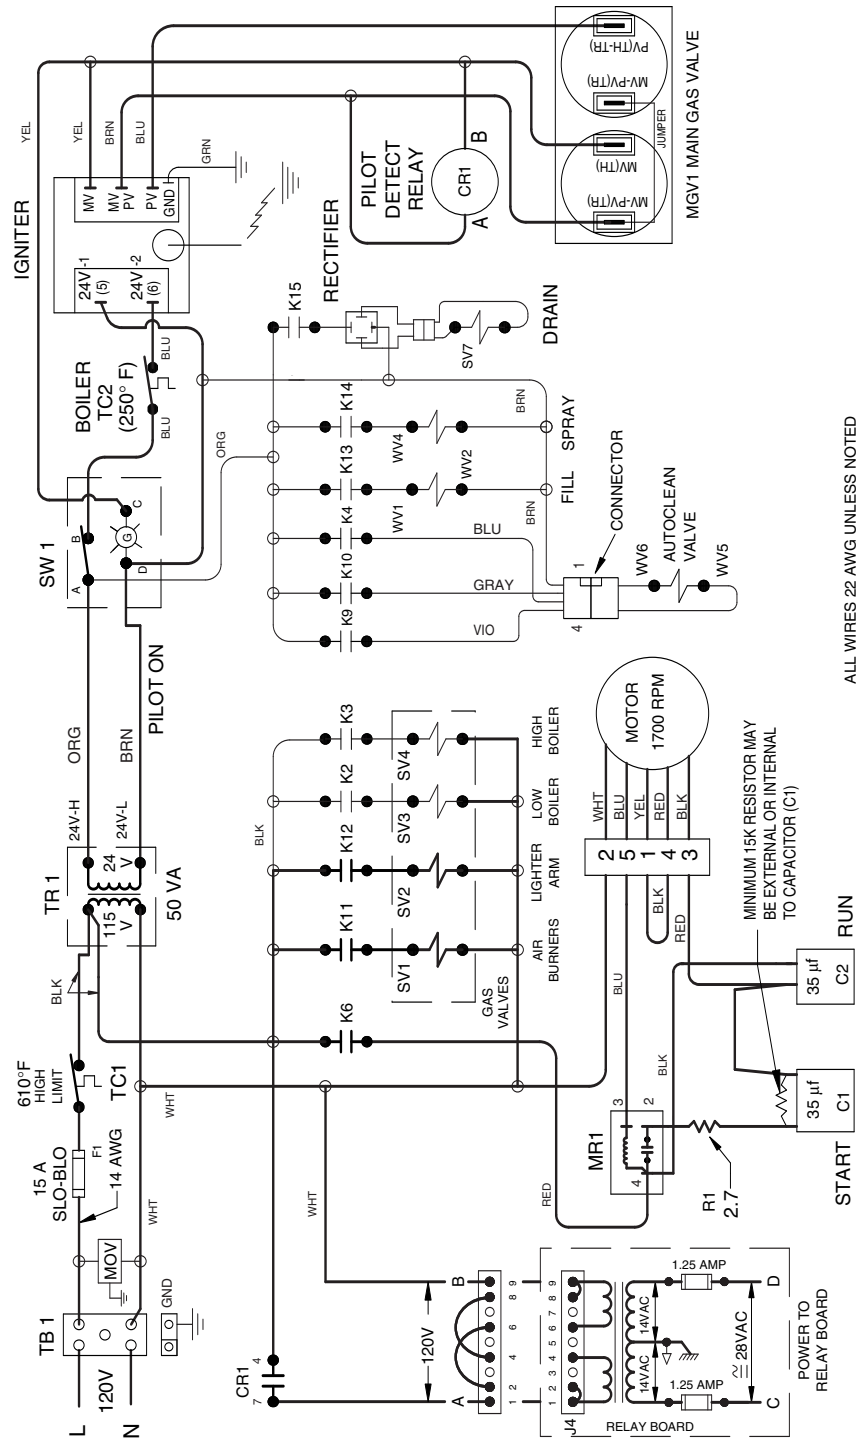 L
N
120V
TB 1
GND
MOV
15 A
SLO-BLO
F1
14 AWG
WHT
610°F
HIGH
LIMIT
TC1
WHT
BLK
TR 1
115
V
24
V
50 VA
24V-H
24V-L
ORG
BRN
PILOT ON
SW 1
A
B
C
D
G
BOILER
TC2
(250° F)
BLU
BLU
ORG
IGNITER
24V -1
(5)
24V -2
(6)
MV
MV
PV
PV
GND
YEL
YEL
BRN
BLU
GRN
CR1
7
4
WHT
BLK
K6
K11
K12
K2
K3
SV1
SV2
SV3
SV4
GAS
VALVES
AIR
BURNERS
LIGHTER
ARM
LOW
BOILER
HIGH
BOILER
K9
K10
K4
K13
K14
K15
VIO
GRAY
BLU
BRN
BRN
WV1
WV2
WV4
FILL
SPRAY
RECTIFIER
SV7
DRAIN
4
1
CONNECTOR
WV6
AUTOCLEAN
VALVE
WV5
PILOT
DETECT
RELAY
CR1
A
B
MV-PV(TR)
MV(TH)
MV-PV(TR)
PV(TH-TR)
JUMPER
MGV1 MAIN GAS VALVE
A
B
120V
1 2 4 6 8 9
J4
1 2 3 4 5 6 7 8 9
RELAY BOARD
14VAC
14VAC
1.25 AMP
1.25 AMP
≅28VAC
C
D
POWER TO
RELAY BOARD
RED
MR1
4
3
2
R1
2.7
BLU
BLK
RED
BLK
2
5
1
4
3
WHT
BLU
YEL
RED
BLK
MOTOR
1700 RPM
MINIMUM 15K RESISTOR MAY
BE EXTERNAL OR INTERNAL
TO CAPACITOR (C1)
35 µf
C1
START
35 µf
C2
RUN
ALL WIRES 22 AWG UNLESS NOTED